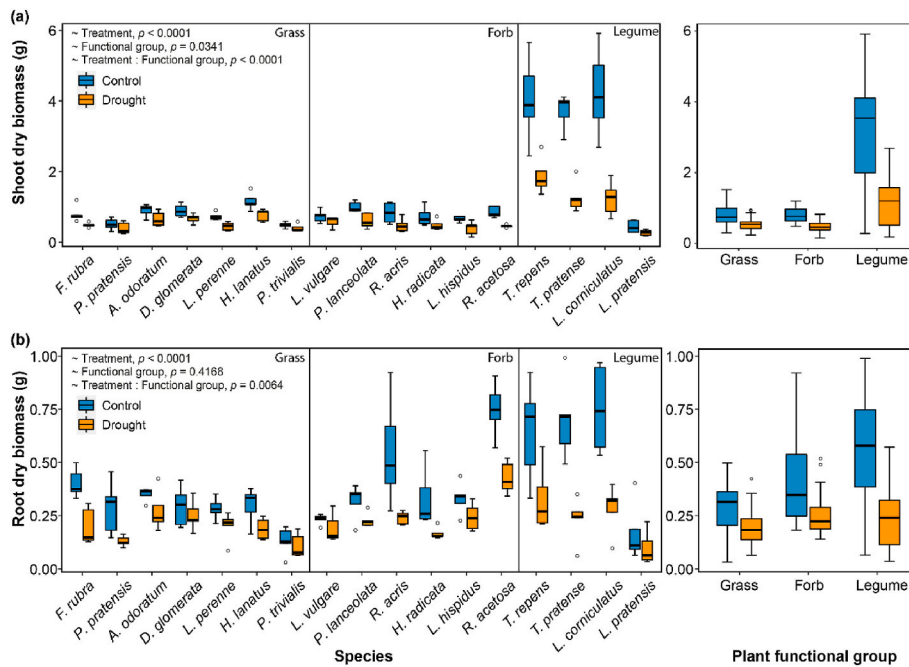 (a)
Shoot dry biomass (g)
6
4
2
0
~ Treatment, p < 0.0001
~ Functional group, p = 0.0341
~ Treatment : Functional group, p < 0.0001
Control
Drought
Grass
Forb
Legume
F. rubra
P. pratensis
A. odoratum
D. glomerata
L. perenne
H. lanatus
P. trivialis
L. vulgare
P. lanceolata
R. acris
H. radicata
L. hispidus
R. acetosa
T. repens
T. pratense
L. corniculatus
L. pratensis
6
4
2
0
Grass
Forb
Legume
(b)
Root dry biomass (g)
1.00
0.75
0.50
0.25
0.00
~ Treatment, p < 0.0001
~ Functional group, p = 0.4168
~ Treatment : Functional group, p = 0.0064
Control
Drought
Grass
Forb
Legume
F. rubra
P. pratensis
A. odoratum
D. glomerata
L. perenne
H. lanatus
P. trivialis
L. vulgare
P. lanceolata
R. acris
H. radicata
L. hispidus
R. acetosa
T. repens
T. pratense
L. corniculatus
L. pratensis
Species
1.00
0.75
0.50
0.25
0.00
Grass
Forb
Legume
Plant functional group